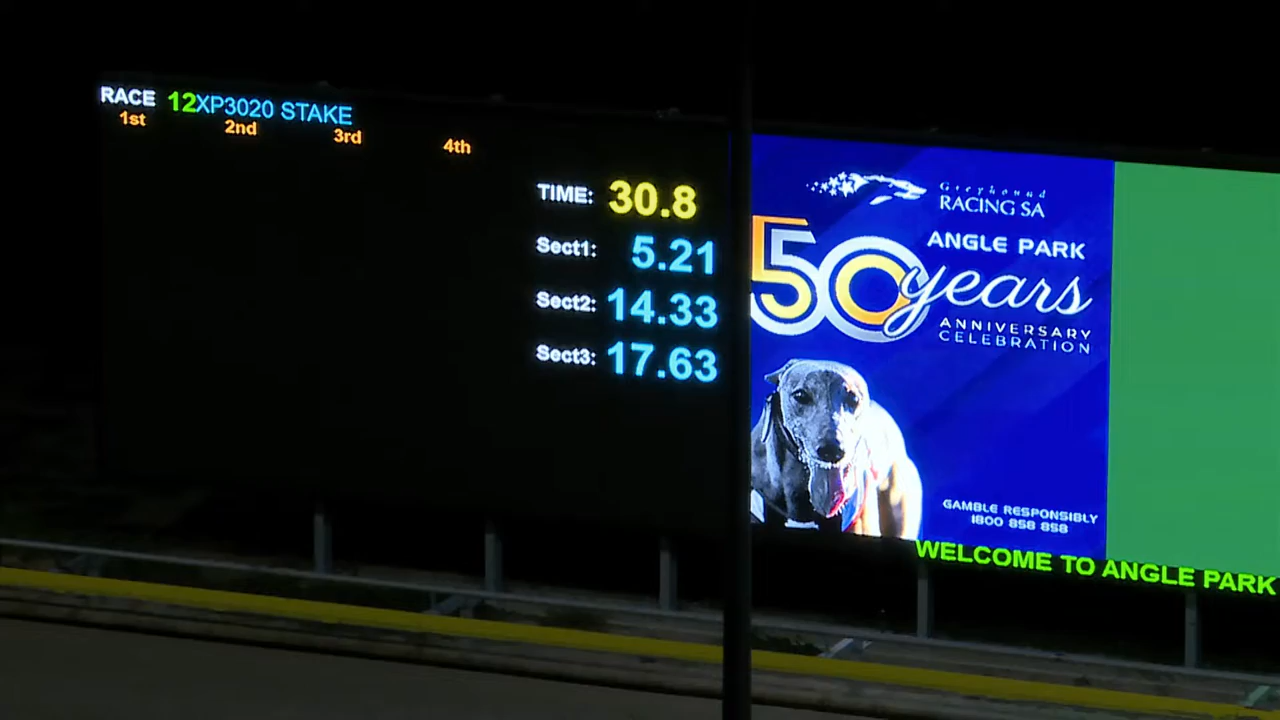 RACE 12XP3020 STAKE
1st 2nd 3rd 4th
TIME: 30.8
Sect1: 5.21
Sect2: 14.33
Sect3: 17.63
Greyhound
RACING SA
ANGLE PARK
50 years
ANNIVERSARY
CELEBRATION
GAMBLE RESPONSIBLY
1800 858 858
WELCOME TO ANGLE PARK